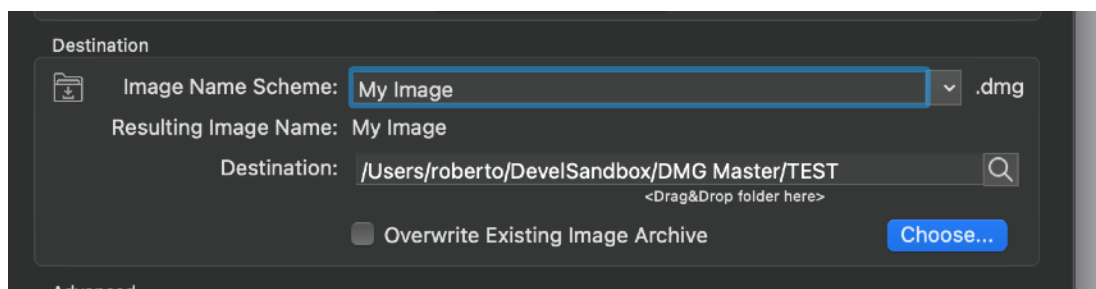 Destination
Image Name Scheme: My Image .dmg
Resulting Image Name: My Image
Destination: /Users/roberto/DevelSandbox/DMG Master/TEST
<Drag&Drop folder here>
Overwrite Existing Image Archive Choose...